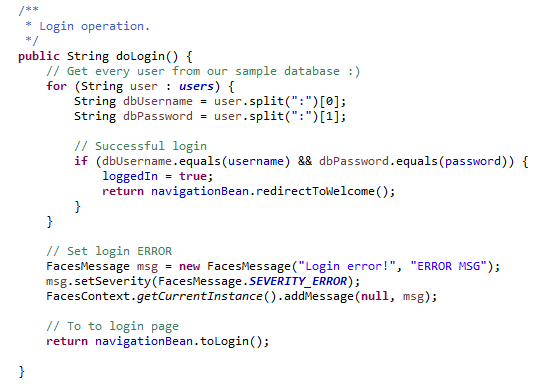 /**
 * Login operation.
 */
public String doLogin() {
    // Get every user from our sample database :)
    for (String user : users) {
        String dbUsername = user.split(":")[0];
        String dbPassword = user.split(":")[1];

        // Successful login
        if (dbUsername.equals(username) && dbPassword.equals(password)) {
            loggedIn = true;
            return navigationBean.redirectToWelcome();
        }
    }

    // Set login ERROR
    FacesMessage msg = new FacesMessage("Login error!", "ERROR MSG");
    msg.setSeverity(FacesMessage.SEVERITY_ERROR);
    FacesContext.getCurrentInstance().addMessage(null, msg);

    // To to login page
    return navigationBean.toLogin();

}